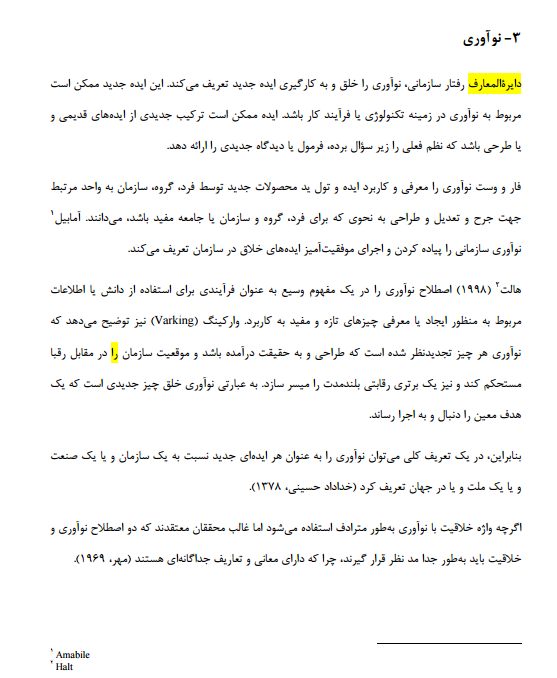 ۳- نوآوری
دایرةالمعارف رفتار سازمانی، نوآوری را خلق و به کارگیری ایده جدید تعریف می‌کند. این ایده جدید ممکن است
مربوط به نوآوری در زمینه تکنولوژی یا فرآیند کار باشد. ایده ممکن است ترکیب جدیدی از ایده‌های قدیمی و
یا طرحی باشد که نظم فعلی را زیر سؤال برده، فرمول یا دیدگاه جدیدی را ارائه دهد.
فار و وست نوآوری را معرفی و کاربرد ایده و تول ید محصولات جدید توسط فرد، گروه، سازمان به واحد مرتبط
جهت جرح و تعدیل و طراحی به نحوی که برای فرد، گروه و سازمان یا جامعه مفید باشد، می‌دانند. آمابیل۱
نوآوری سازمانی را پیاده کردن و اجرای موفقیت‌آمیز ایده‌های خلاق در سازمان تعریف می‌کند.
هالت۲ (۱۹۹۸) اصطلاح نوآوری را در یک مفهوم وسیع به عنوان فرآیندی برای استفاده از دانش یا اطلاعات
مربوط به منظور ایجاد یا معرفی چیزهای تازه و مفید به کاربرد. وارکینگ (Varking) نیز توضیح می‌دهد که
نوآوری هر چیز تجدیدنظر شده است که طراحی و به حقیقت درآمده باشد و موقعیت سازمان را در مقابل رقبا
مستحکم کند و نیز یک برتری رقابتی بلندمدت را میسر سازد. به عبارتی نوآوری خلق چیز جدیدی است که یک
هدف معین را دنبال و به اجرا رساند.
بنابراین، در یک تعریف کلی می‌توان نوآوری را به عنوان هر ایده‌ای جدید نسبت به یک سازمان و یا یک صنعت
و یا یک ملت و یا در جهان تعریف کرد (خداداد حسینی، ۱۳۷۸).
اگرچه واژه خلاقیت با نوآوری به‌طور مترادف استفاده می‌شود اما غالب محققان معتقدند که دو اصطلاح نوآوری و
خلاقیت باید به‌طور جدا مد نظر قرار گیرند، چرا که دارای معانی و تعاریف جداگانه‌ای هستند (مهر، ۱۹۶۹).
۱ Amabile
۲ Halt